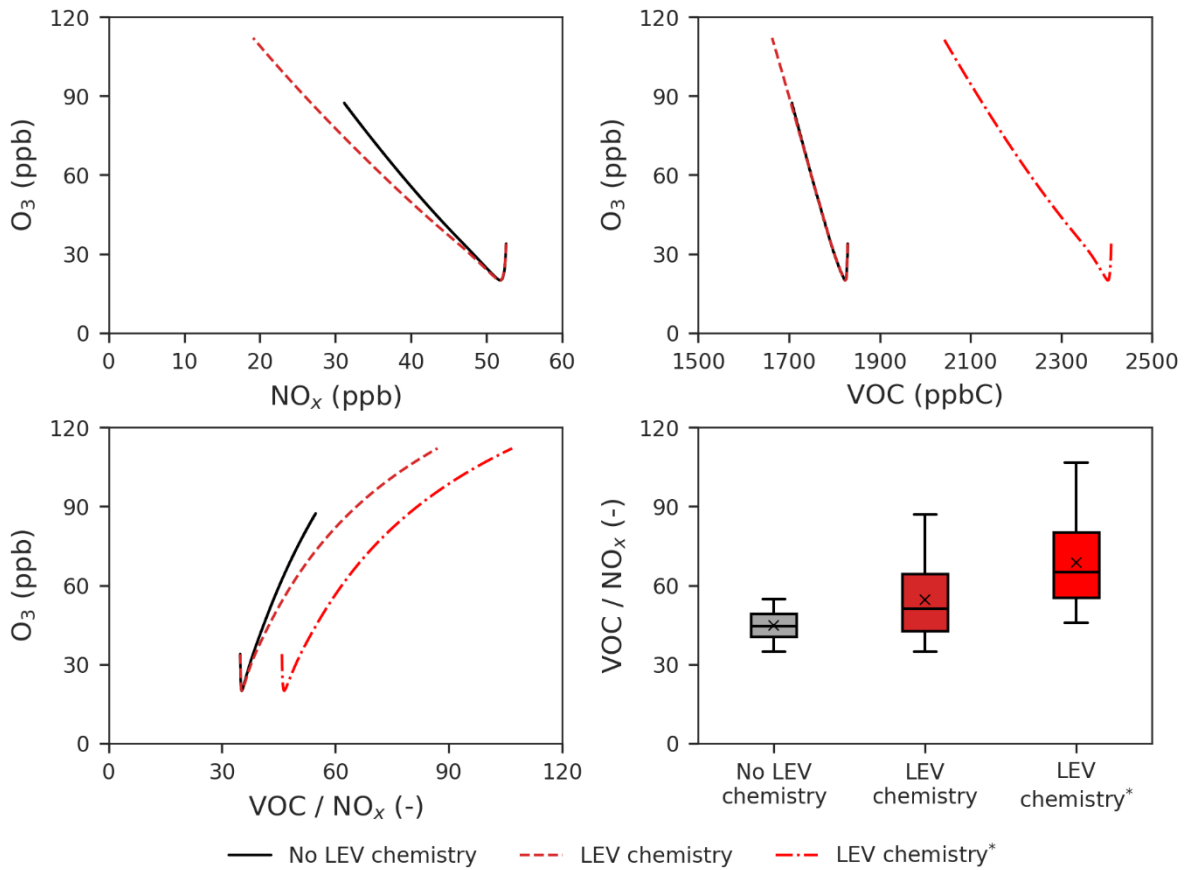 120
90
60
30
0
O₃ (ppb)
0 10 20 30 40 50 60
NOₓ (ppb)
120
90
60
30
0
O₃ (ppb)
1500 1700 1900 2100 2300 2500
VOC (ppbC)
120
90
60
30
0
O₃ (ppb)
0 30 60 90 120
VOC / NOₓ (-)
120
90
60
30
0
VOC / NOₓ (-)
No LEV
chemistry
LEV
chemistry
LEV
chemistry*
No LEV chemistry
LEV chemistry
LEV chemistry*